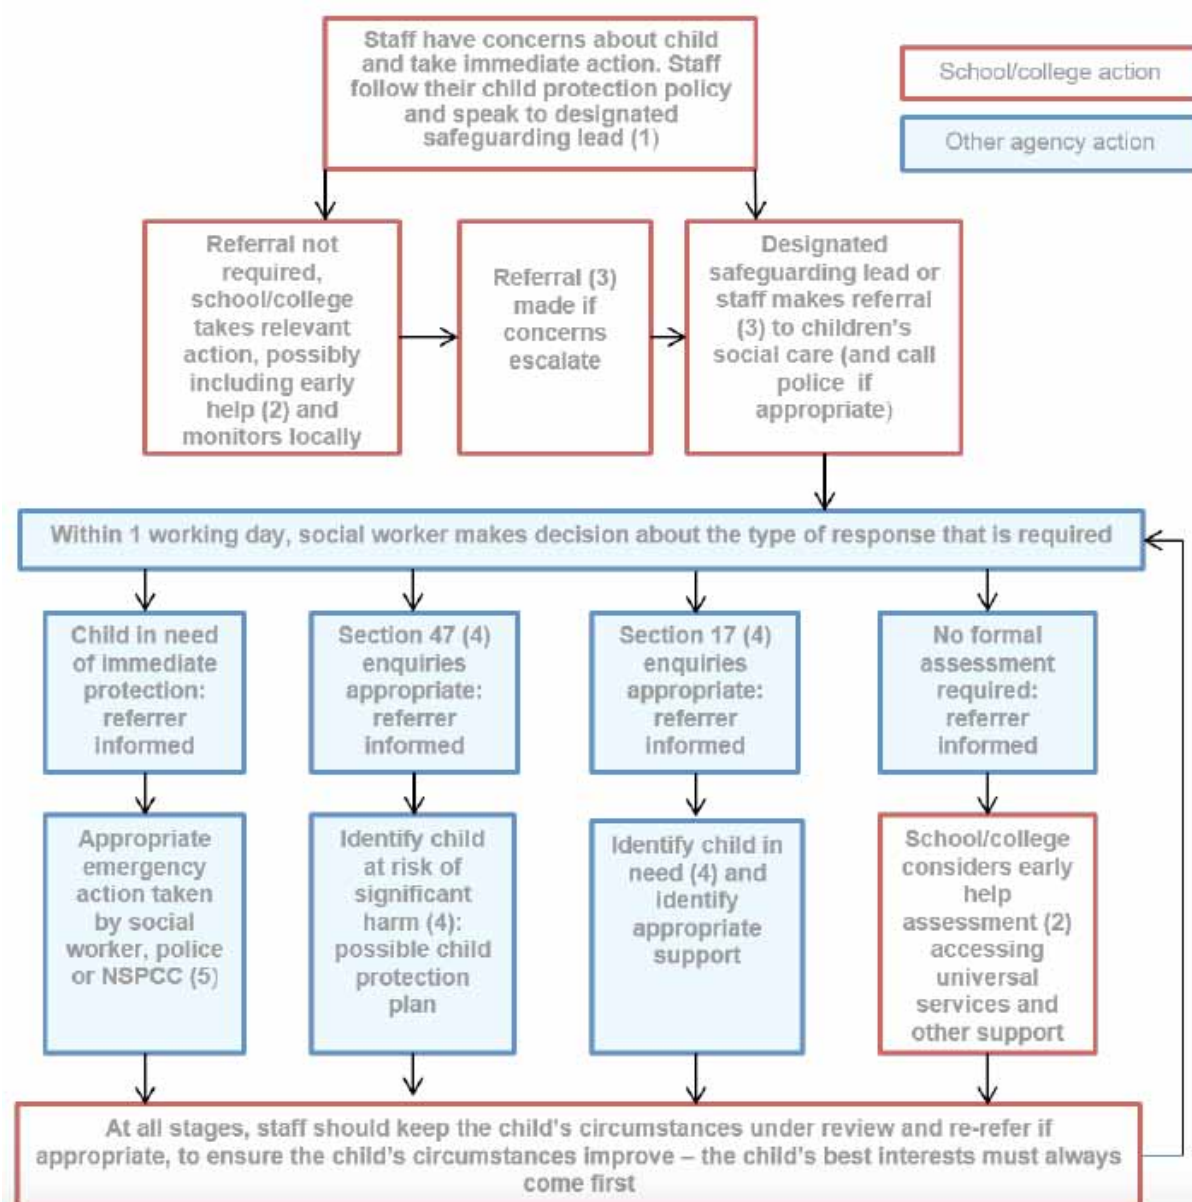 Staff have concerns about child
and take immediate action. Staff
follow their child protection policy
and speak to designated
safeguarding lead (1)
School/college action
Other agency action
Referral not
required,
school/college
takes relevant
action, possibly
including early
help (2) and
monitors locally
Referral (3)
made if
concerns
escalate
Designated
safeguarding lead or
staff makes referral
(3) to children's
social care (and call
police if
appropriate)
Within 1 working day, social worker makes decision about the type of response that is required
Child in need
of immediate
protection:
referrer
informed
Section 47 (4)
enquiries
appropriate:
referrer
informed
Section 17 (4)
enquiries
appropriate:
referrer
informed
No formal
assessment
required:
referrer
informed
Appropriate
emergency
action taken
by social
worker, police
or NSPCC (5)
Identify child
at risk of
significant
harm (4):
possible child
protection
plan
Identify child in
need (4) and
identify
appropriate
support
School/college
considers early
help
assessment (2)
accessing
universal
services and
other support
At all stages, staff should keep the child's circumstances under review and re-refer if
appropriate, to ensure the child's circumstances improve – the child's best interests must always
come first